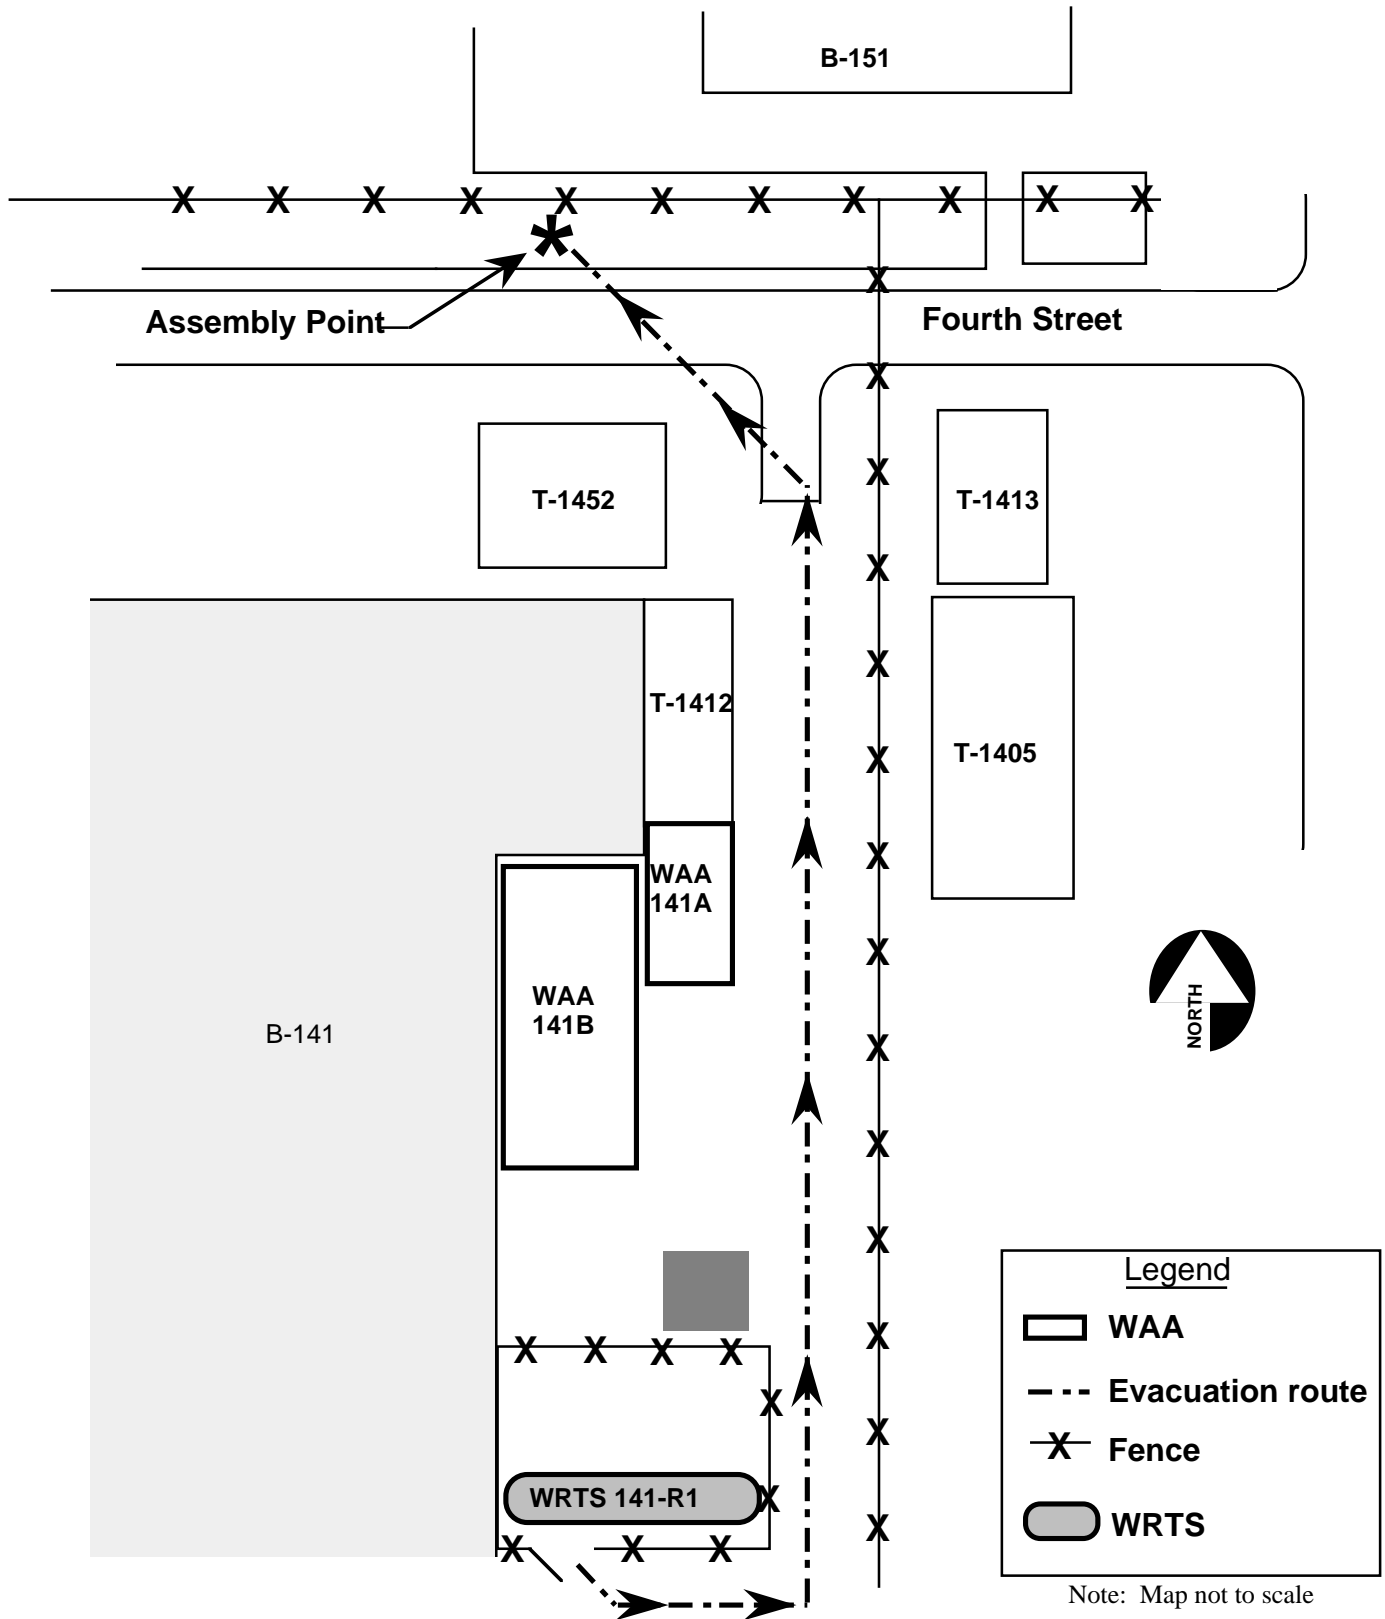 B-151
Assembly Point
Fourth Street
T-1452
T-1413
T-1412
T-1405
WAA
141A
WAA
141B
B-141
NORTH
WRTS 141-R1
Legend
WAA
Evacuation route
Fence
WRTS
Note: Map not to scale